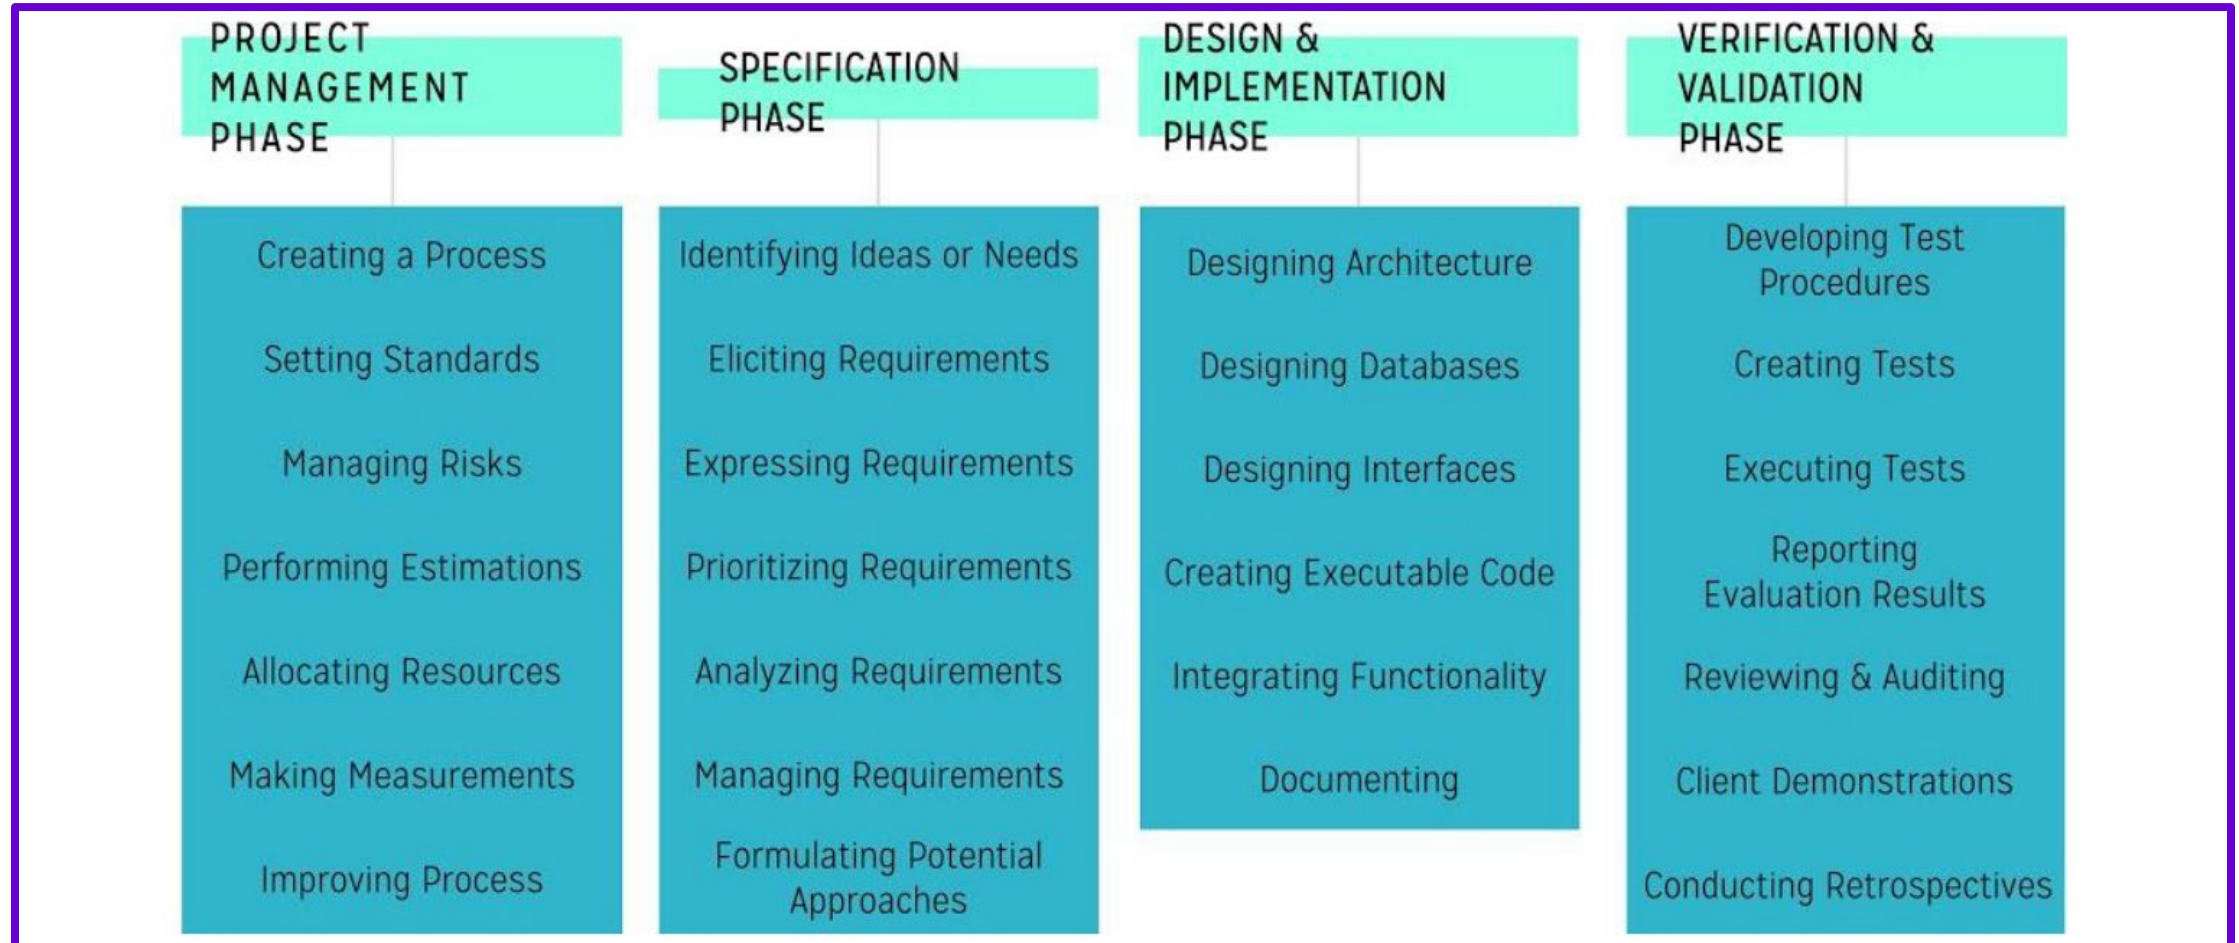 PROJECT
MANAGEMENT
PHASE
Creating a Process
Setting Standards
Managing Risks
Performing Estimations
Allocating Resources
Making Measurements
Improving Process
SPECIFICATION
PHASE
Identifying Ideas or Needs
Eliciting Requirements
Expressing Requirements
Prioritizing Requirements
Analyzing Requirements
Managing Requirements
Formulating Potential
Approaches
DESIGN &
IMPLEMENTATION
PHASE
Designing Architecture
Designing Databases
Designing Interfaces
Creating Executable Code
Integrating Functionality
Documenting
VERIFICATION &
VALIDATION
PHASE
Developing Test
Procedures
Creating Tests
Executing Tests
Reporting
Evaluation Results
Reviewing & Auditing
Client Demonstrations
Conducting Retrospectives